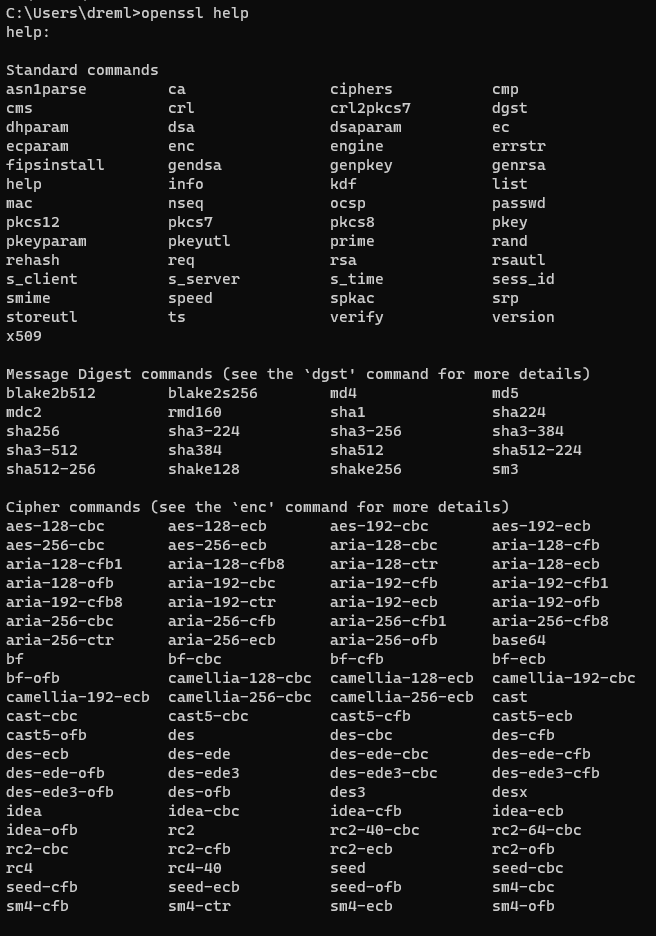 C:\Users\dreml>openssl help
help:

Standard commands
asn1parse         ca                ciphers           cmp
cms               crl               crl2pkcs7         dgst
dhparam           dsa               dsaparam          ec
ecparam           enc               engine            errstr
fipsinstall       gendsa            genpkey           genrsa
help              info              kdf               list
mac               nseq              ocsp              passwd
pkcs12            pkcs7             pkcs8             pkey
pkeyparam         pkeyutl           prime             rand
rehash            req               rsa               rsautl
s_client          s_server          s_time            sess_id
smime             speed             spkac             srp
storeutl          ts                verify            version
x509

Message Digest commands (see the `dgst' command for more details)
blake2b512        blake2s256        md4               md5
mdc2              rmd160            sha1              sha224
sha256            sha3-224          sha3-256          sha3-384
sha3-512          sha384            sha512            sha512-224
sha512-256        shake128          shake256          sm3

Cipher commands (see the `enc' command for more details)
aes-128-cbc       aes-128-ecb       aes-192-cbc       aes-192-ecb
aes-256-cbc       aes-256-ecb       aria-128-cbc      aria-128-cfb
aria-128-cfb1     aria-128-cfb8     aria-128-ctr      aria-128-ecb
aria-128-ofb      aria-192-cbc      aria-192-cfb      aria-192-cfb1
aria-192-cfb8     aria-192-ctr      aria-192-ecb      aria-192-ofb
aria-256-cbc      aria-256-cfb      aria-256-cfb1     aria-256-cfb8
aria-256-ctr      aria-256-ecb      aria-256-ofb      base64
bf                bf-cbc            bf-cfb            bf-ecb
bf-ofb            camellia-128-cbc  camellia-128-ecb  camellia-192-cbc
camellia-192-ecb  camellia-256-cbc  camellia-256-ecb  cast
cast-cbc          cast5-cbc         cast5-cfb         cast5-ecb
cast5-ofb         des               des-cbc           des-cfb
des-ecb           des-ede           des-ede-cbc       des-ede-cfb
des-ede-ofb       des-ede3          des-ede3-cbc      des-ede3-cfb
des-ede3-ofb      des-ofb           des3              desx
idea              idea-cbc          idea-cfb          idea-ecb
idea-ofb          rc2               rc2-40-cbc        rc2-64-cbc
rc2-cbc           rc2-cfb           rc2-ecb           rc2-ofb
rc4               rc4-40            seed              seed-cbc
seed-cfb          seed-ecb          seed-ofb          sm4-cbc
sm4-cfb           sm4-ctr           sm4-ecb           sm4-ofb